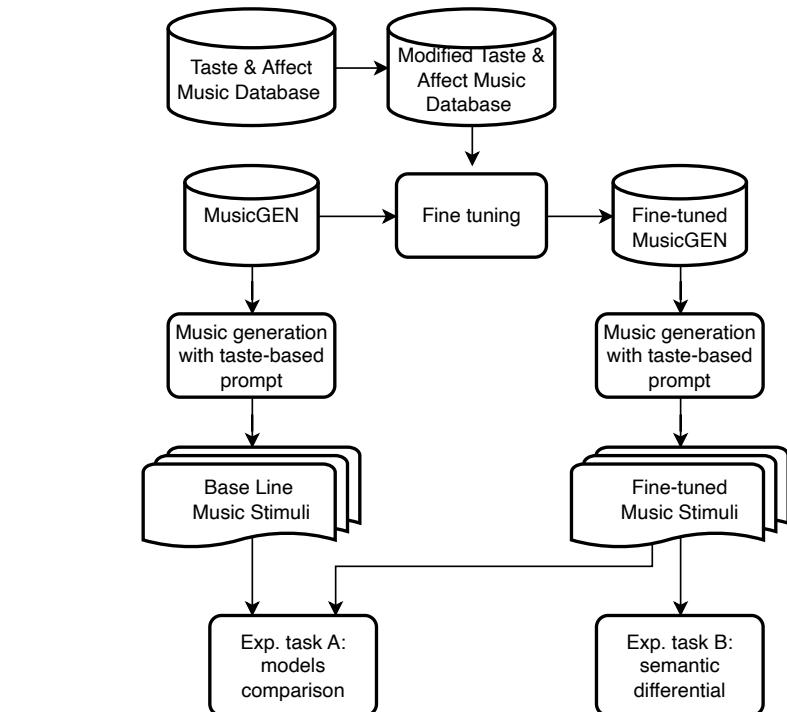 Taste & Affect
Music Database
Modified Taste &
Affect Music
Database
MusicGEN
Fine tuning
Fine-tuned
MusicGEN
Music generation
with taste-based
prompt
Music generation
with taste-based
prompt
Base Line
Music Stimuli
Fine-tuned
Music Stimuli
Exp. task A:
models
comparison
Exp. task B:
semantic
differential